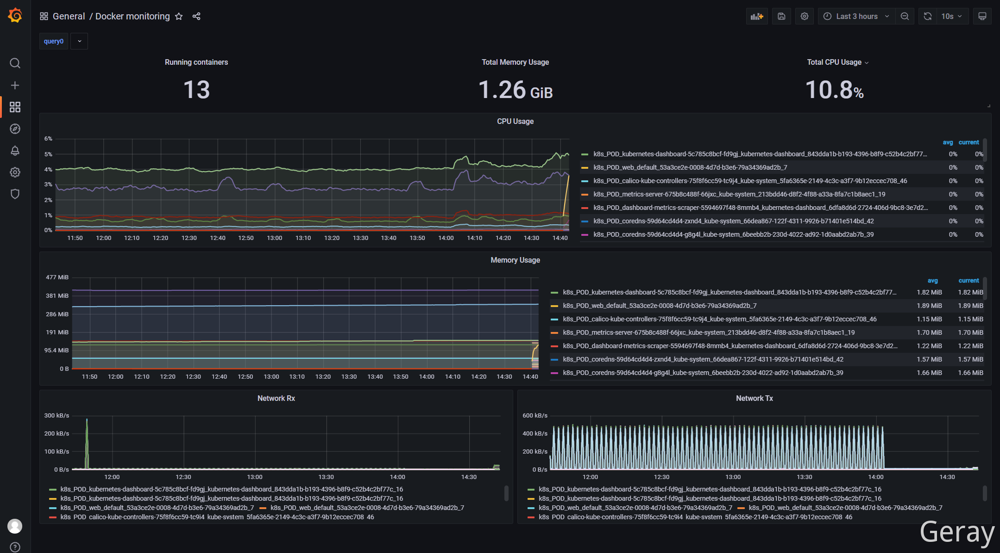 General / Docker monitoring
Last 3 hours
10s
query0
Running containers
13
Total Memory Usage
1.26 GiB
Total CPU Usage
10.8%
CPU Usage
6%
5%
4%
3%
2%
1%
0%
11:50 12:00 12:10 12:20 12:30 12:40 12:50 13:00 13:10 13:20 13:30 13:40 13:50 14:00 14:10 14:20 14:30 14:40
avg current
k8s_POD_kubernetes-dashboard-5c785c8bcf-fd9gj_kubernetes-dashboard_843dda1b-b193-4396-b8f9-c52b4c2bf77... 0% 0%
k8s_POD_web_default_53a3ce2e-0008-4d7d-b3e6-79a34369ad2b_7 0% 0%
k8s_POD_calico-kube-controllers-75f8f6cc59-tc9j4_kube-system_5fa6365e-2149-4c3c-a3f7-9b12eccec708_46 0% 0%
k8s_POD_metrics-server-675b8c488f-66jxc_kube-system_213bdd46-d8f2-4f88-a33a-8fa7c1b8aec1_19 0% 0%
k8s_POD_dashboard-metrics-scraper-5594697f48-8mmb4_kubernetes-dashboard_6dfa8d6d-2724-406d-9bc8-3e7d2... 0% 0%
k8s_POD_coredns-59d64cd4d4-zxnd4_kube-system_66dea867-122f-4311-9926-b71401e514bd_42 0% 0%
k8s_POD_coredns-59d64cd4d4-g8g4l_kube-system_6beebb2b-230d-4022-ad92-1d0aabd2ab7b_39 0% 0%
Memory Usage
477 MiB
381 MiB
286 MiB
191 MiB
95.4 MiB
0 B
11:50 12:00 12:10 12:20 12:30 12:40 12:50 13:00 13:10 13:20 13:30 13:40 13:50 14:00 14:10 14:20 14:30 14:40
avg current
k8s_POD_kubernetes-dashboard-5c785c8bcf-fd9gj_kubernetes-dashboard_843dda1b-b193-4396-b8f9-c52b4c2bf77... 1.82 MiB 1.82 MiB
k8s_POD_web_default_53a3ce2e-0008-4d7d-b3e6-79a34369ad2b_7 1.89 MiB 1.89 MiB
k8s_POD_calico-kube-controllers-75f8f6cc59-tc9j4_kube-system_5fa6365e-2149-4c3c-a3f7-9b12eccec708_46 1.15 MiB 1.15 MiB
k8s_POD_metrics-server-675b8c488f-66jxc_kube-system_213bdd46-d8f2-4f88-a33a-8fa7c1b8aec1_19 1.70 MiB 1.70 MiB
k8s_POD_dashboard-metrics-scraper-5594697f48-8mmb4_kubernetes-dashboard_6dfa8d6d-2724-406d-9bc8-3e7d2... 1.22 MiB 1.22 MiB
k8s_POD_coredns-59d64cd4d4-zxnd4_kube-system_66dea867-122f-4311-9926-b71401e514bd_42 1.57 MiB 1.57 MiB
k8s_POD_coredns-59d64cd4d4-g8g4l_kube-system_6beebb2b-230d-4022-ad92-1d0aabd2ab7b_39 1.66 MiB 1.66 MiB
Network Rx
300 kB/s
200 kB/s
100 kB/s
0 B/s
12:00 12:30 13:00 13:30 14:00 14:30
k8s_POD_kubernetes-dashboard-5c785c8bcf-fd9gj_kubernetes-dashboard_843dda1b-b193-4396-b8f9-c52b4c2bf77c_16
k8s_POD_kubernetes-dashboard-5c785c8bcf-fd9gj_kubernetes-dashboard_843dda1b-b193-4396-b8f9-c52b4c2bf77c_16
k8s_POD_web_default_53a3ce2e-0008-4d7d-b3e6-79a34369ad2b_7 k8s_POD_web_default_53a3ce2e-0008-4d7d-b3e6-79a34369ad2b_7
k8s_POD_calico-kube-controllers-75f8f6cc59-tc9j4_kube-system_5fa6365e-2149-4c3c-a3f7-9b12eccec708_46
Network Tx
600 kB/s
400 kB/s
200 kB/s
0 B/s
12:00 12:30 13:00 13:30 14:00 14:30
k8s_POD_kubernetes-dashboard-5c785c8bcf-fd9gj_kubernetes-dashboard_843dda1b-b193-4396-b8f9-c52b4c2bf77c_16
k8s_POD_kubernetes-dashboard-5c785c8bcf-fd9gj_kubernetes-dashboard_843dda1b-b193-4396-b8f9-c52b4c2bf77c_16
k8s_POD_web_default_53a3ce2e-0008-4d7d-b3e6-79a34369ad2b_7 k8s_POD_web_default_53a3ce2e-0008-4d7d-b3e6-79a34369ad2b_7
k8s_POD_calico-kube-controllers-75f8f6cc59-tc9j4_kube-system_5fa6365e-2149-4c3c-a3f7-9b12eccec708_46
Geray